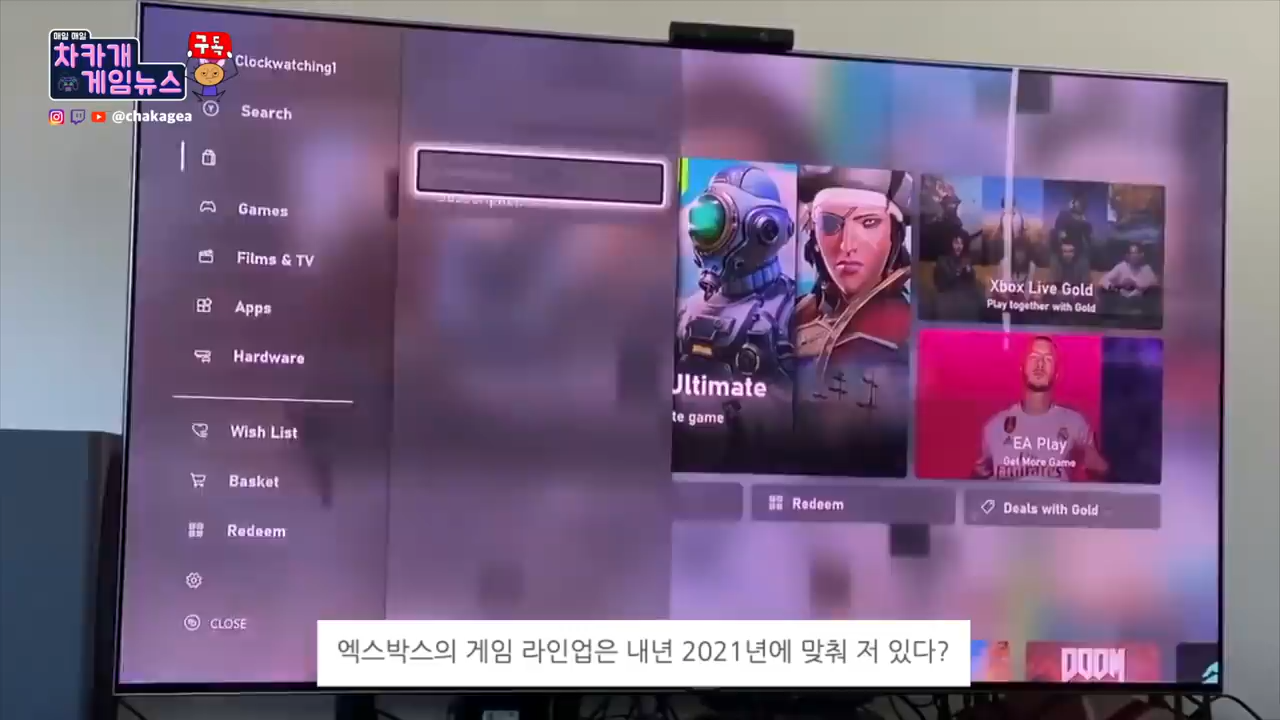 매일 매일
차카개
게임뉴스
구독
@chakagea
Clockwatching1
Search
Games
Films & TV
Apps
Hardware
Wish List
Basket
Redeem
CLOSE
Ultimate
te game
Xbox Live Gold
Play together with Gold
EA Play
Get More Game
Redeem
Deals with Gold
DOOM
엑스박스의 게임 라인업은 내년 2021년에 맞춰 저 있다?